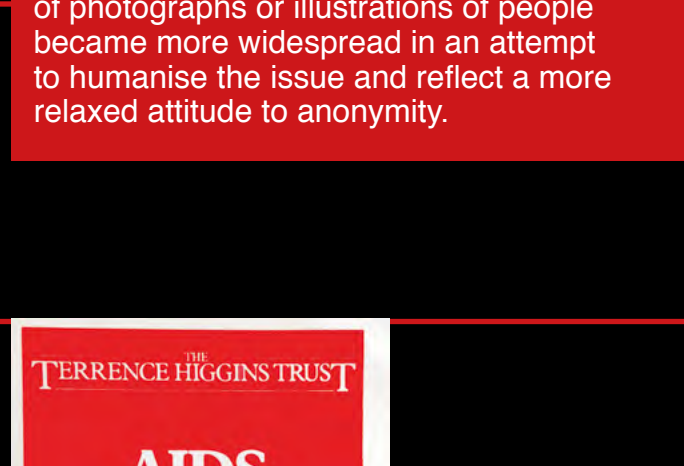 of photographs or illustrations of people
became more widespread in an attempt
to humanise the issue and reflect a more
relaxed attitude to anonymity.
THE
TERRENCE HIGGINS TRUST
AIDS